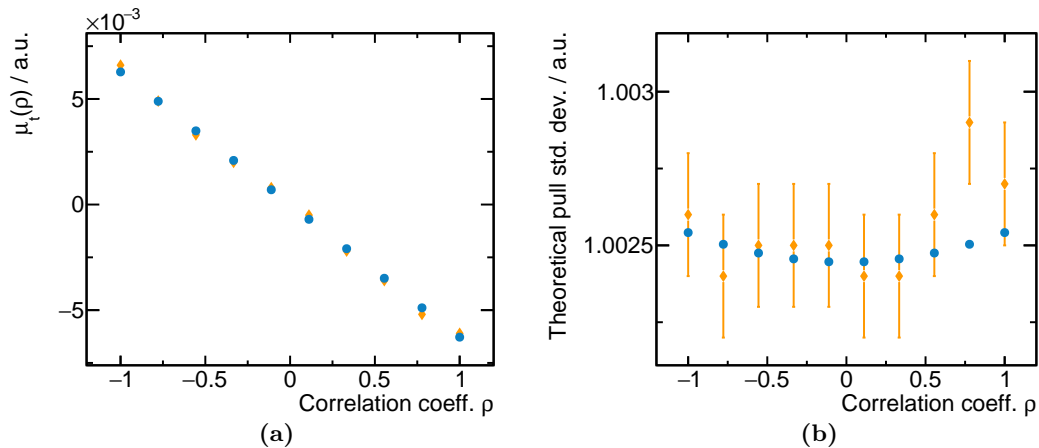 ×10⁻³
μt(ρ) / a.u.
5
0
−5
−1
−0.5
0
0.5
1
Correlation coeff. ρ
(a)
Theoretical pull std. dev. / a.u.
1.003
1.0025
−1
−0.5
0
0.5
1
Correlation coeff. ρ
(b)